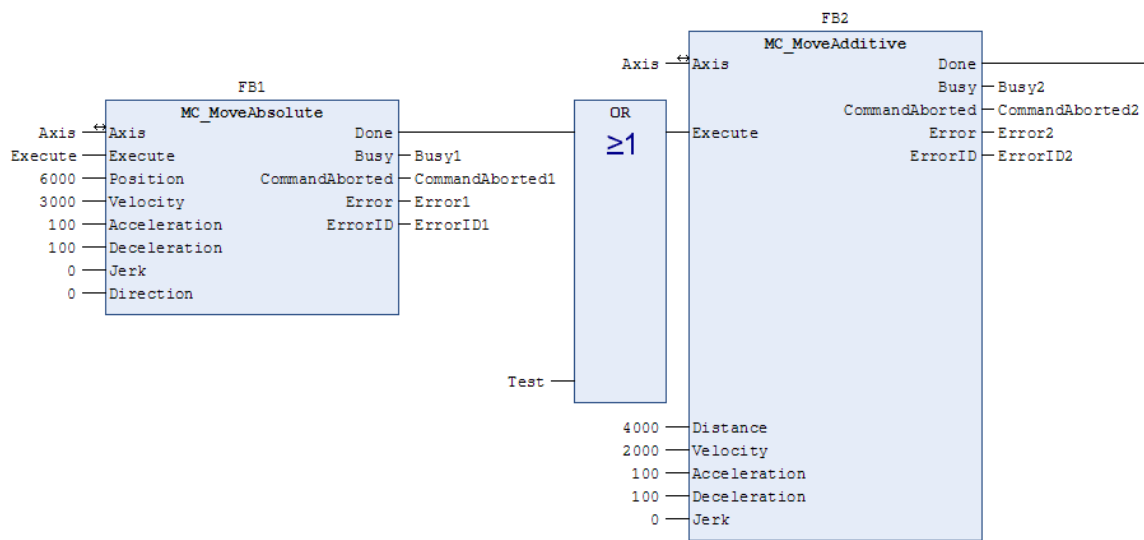 FB2
MC_MoveAdditive
Axis Axis Done
Busy Busy2
CommandAborted CommandAborted2
Execute Error Error2
ErrorID ErrorID2
FB1
MC_MoveAbsolute
Axis Axis Done
Execute Execute Busy Busy1
6000 Position CommandAborted CommandAborted1
3000 Velocity Error Error1
100 Acceleration ErrorID ErrorID1
100 Deceleration
0 Jerk
0 Direction
OR
≥1
Test
4000 Distance
2000 Velocity
100 Acceleration
100 Deceleration
0 Jerk